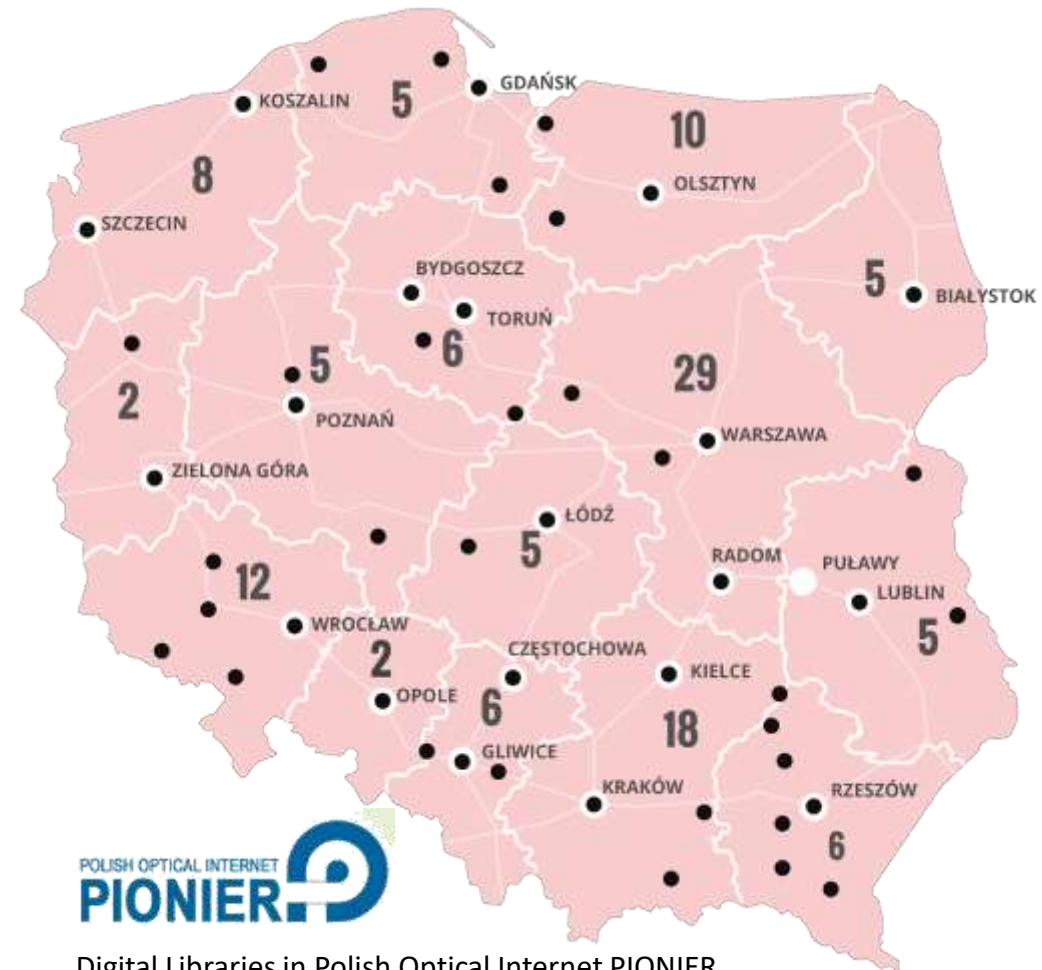 GDAŃSK
KOSZALIN
5
10
8
OLSZTYN
SZCZECIN
BYDGOSZCZ
5
BIAŁYSTOK
TORUŃ
6
5
29
2
POZNAŃ
WARSZAWA
ZIELONA GÓRA
ŁÓDŹ
5
RADOM
PUŁAWY
12
LUBLIN
WROCŁAW
5
CZĘSTOCHOWA
2
KIELCE
OPOLE
6
18
GLIWICE
KRAKÓW
RZESZÓW
6
POLISH OPTICAL INTERNET
PIONIER
Digital Libraries in Polish Optical Internet PIONIER